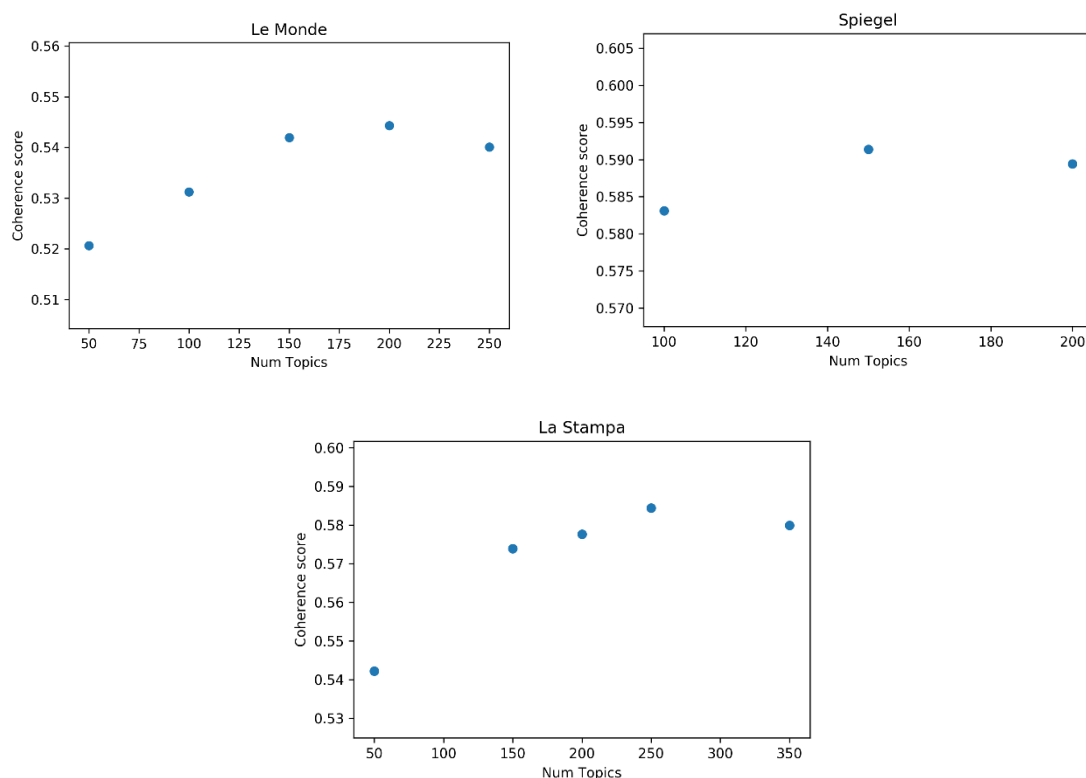 Le Monde
0.56
0.55
0.54
0.53
0.52
0.51
Coherence score
50 75 100 125 150 175 200 225 250
Num Topics
Spiegel
0.605
0.600
0.595
0.590
0.585
0.580
0.575
0.570
Coherence score
100 120 140 160 180 200
Num Topics
La Stampa
0.60
0.59
0.58
0.57
0.56
0.55
0.54
0.53
Coherence score
50 100 150 200 250 300 350
Num Topics